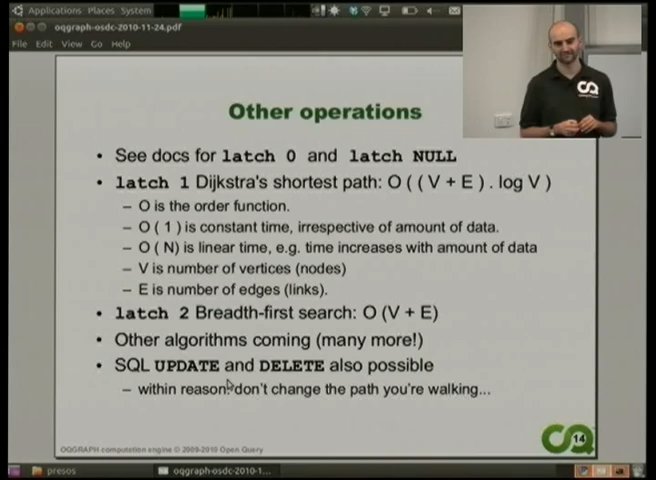 Applications Places System
oqgraph-osdc-2010-11-24.pdf
File Edit View Go Help
Other operations
• See docs for latch 0 and latch NULL
• latch 1 Dijkstra's shortest path: O ( ( V + E ) . log V )
– O is the order function.
– O ( 1 ) is constant time, irrespective of amount of data.
– O ( N) is linear time, e.g. time increases with amount of data
– V is number of vertices (nodes)
– E is number of edges (links).
• latch 2 Breadth-first search: O (V + E)
• Other algorithms coming (many more!)
• SQL UPDATE and DELETE also possible
– within reason don't change the path you're walking...
14
OQGRAPH computation engine © 2009-2010 Open Query
presos
oqgraph-osdc-2010-1...